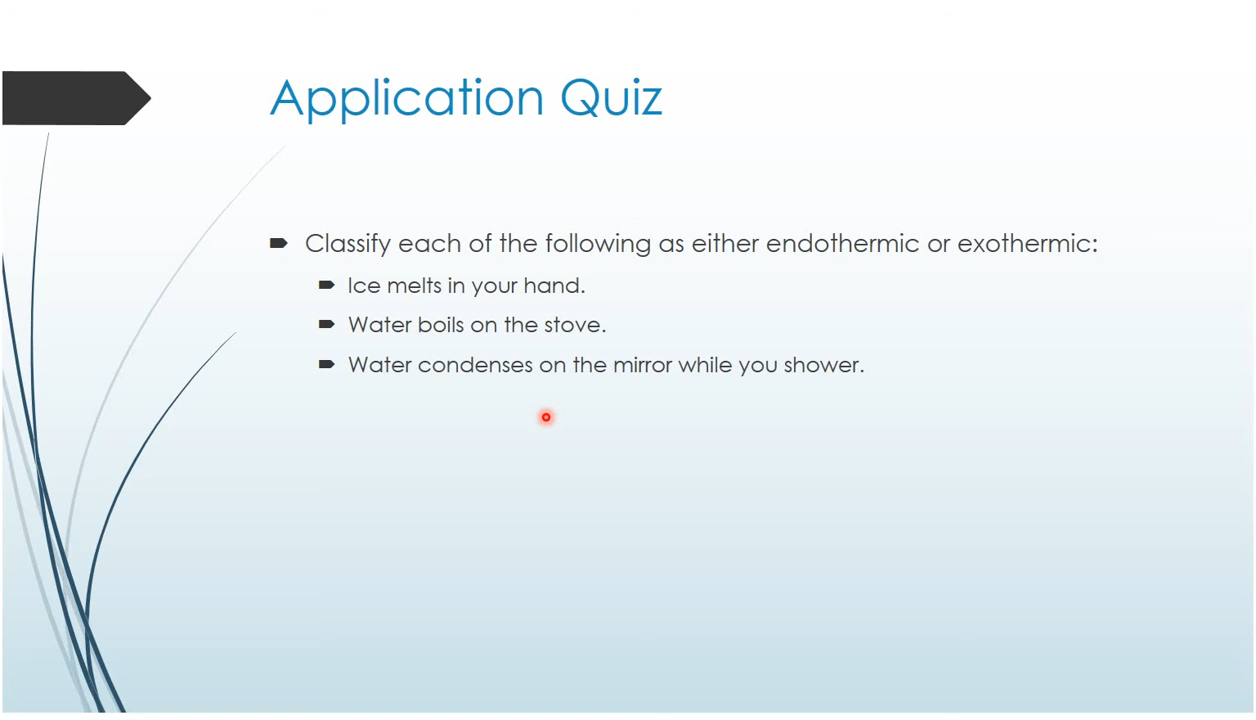 Application Quiz
Classify each of the following as either endothermic or exothermic:
Ice melts in your hand.
Water boils on the stove.
Water condenses on the mirror while you shower.